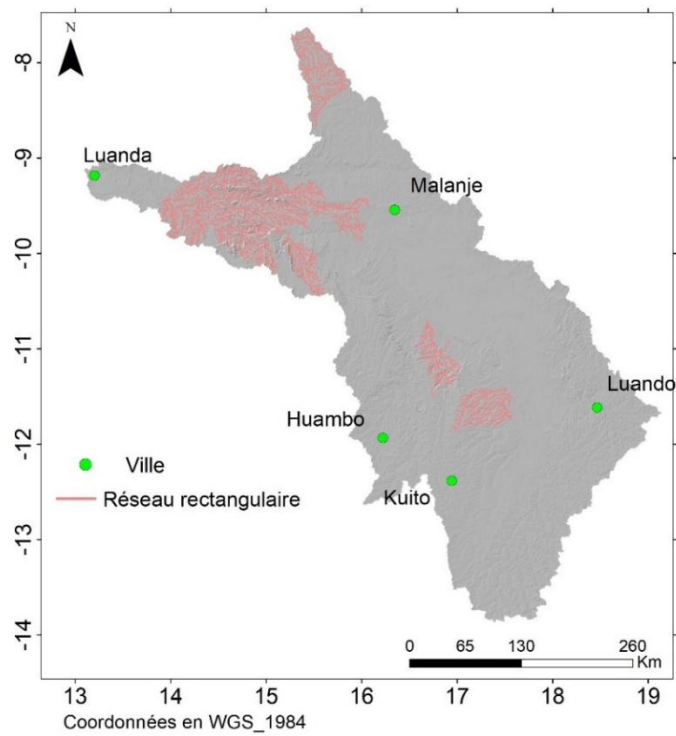 N
-8
-9
-10
-11
-12
-13
-14
Luanda
Malanje
Luando
Huambo
Kuito
Ville
Réseau rectangulaire
0 65 130 260
Km
13 14 15 16 17 18 19
Coordonnées en WGS_1984